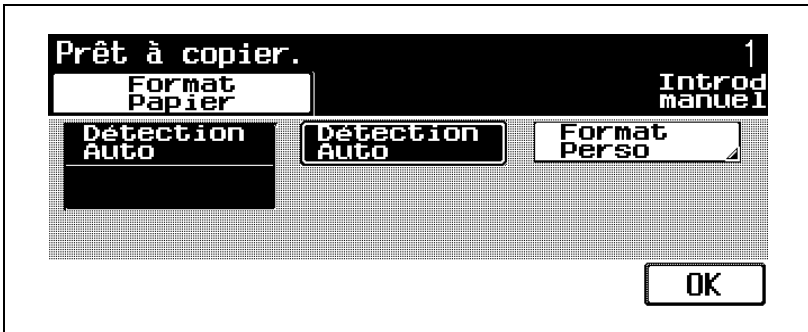 Prêt à copier. 1
Format
Papier
Introd
manuel
Détection
Auto
Détection
Auto
Format
Perso
OK